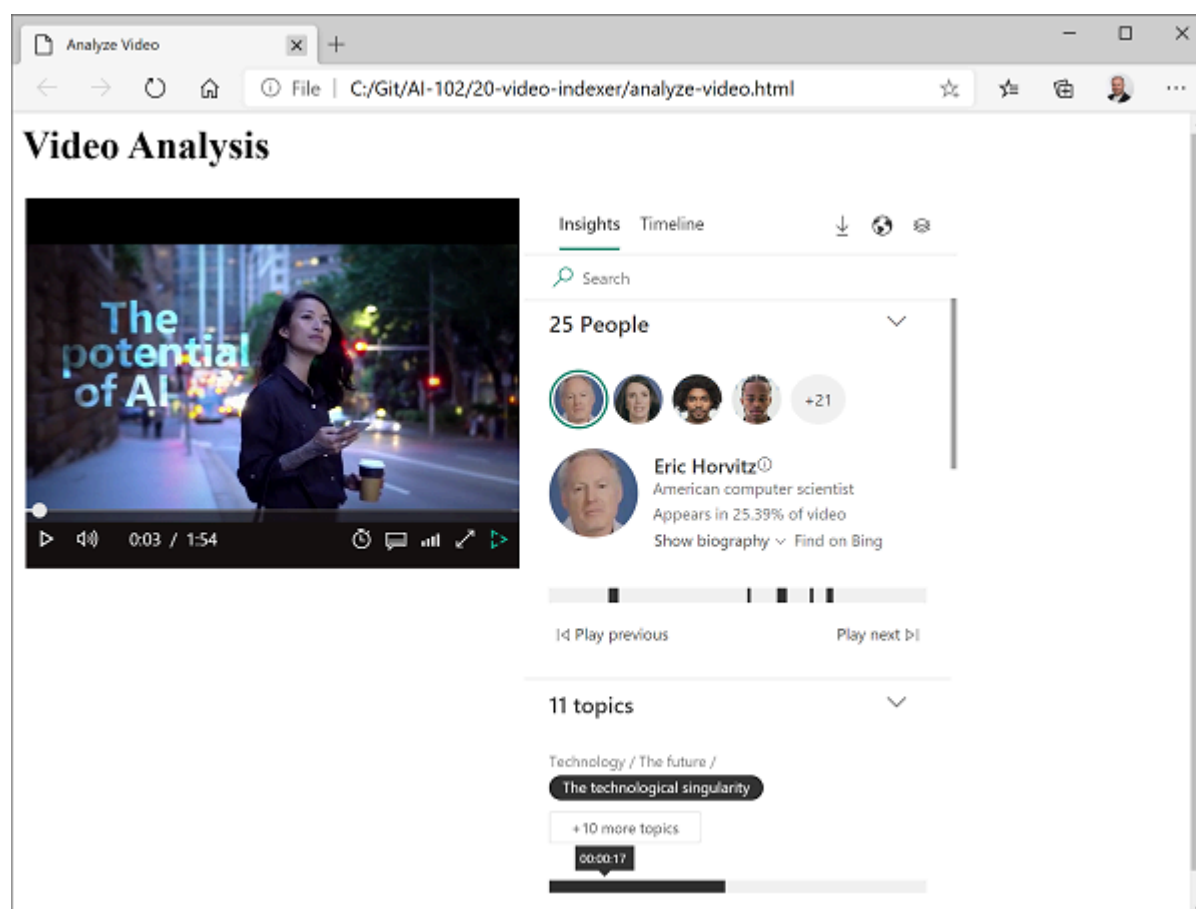 Analyze Video
File | C:/Git/AI-102/20-video-indexer/analyze-video.html
Video Analysis
The
potential
of AI
0:03 / 1:54
Insights Timeline
Search
25 People
+21
Eric Horvitz
American computer scientist
Appears in 25.39% of video
Show biography Find on Bing
Play previous Play next
11 topics
Technology / The future /
The technological singularity
+10 more topics
00:00:17